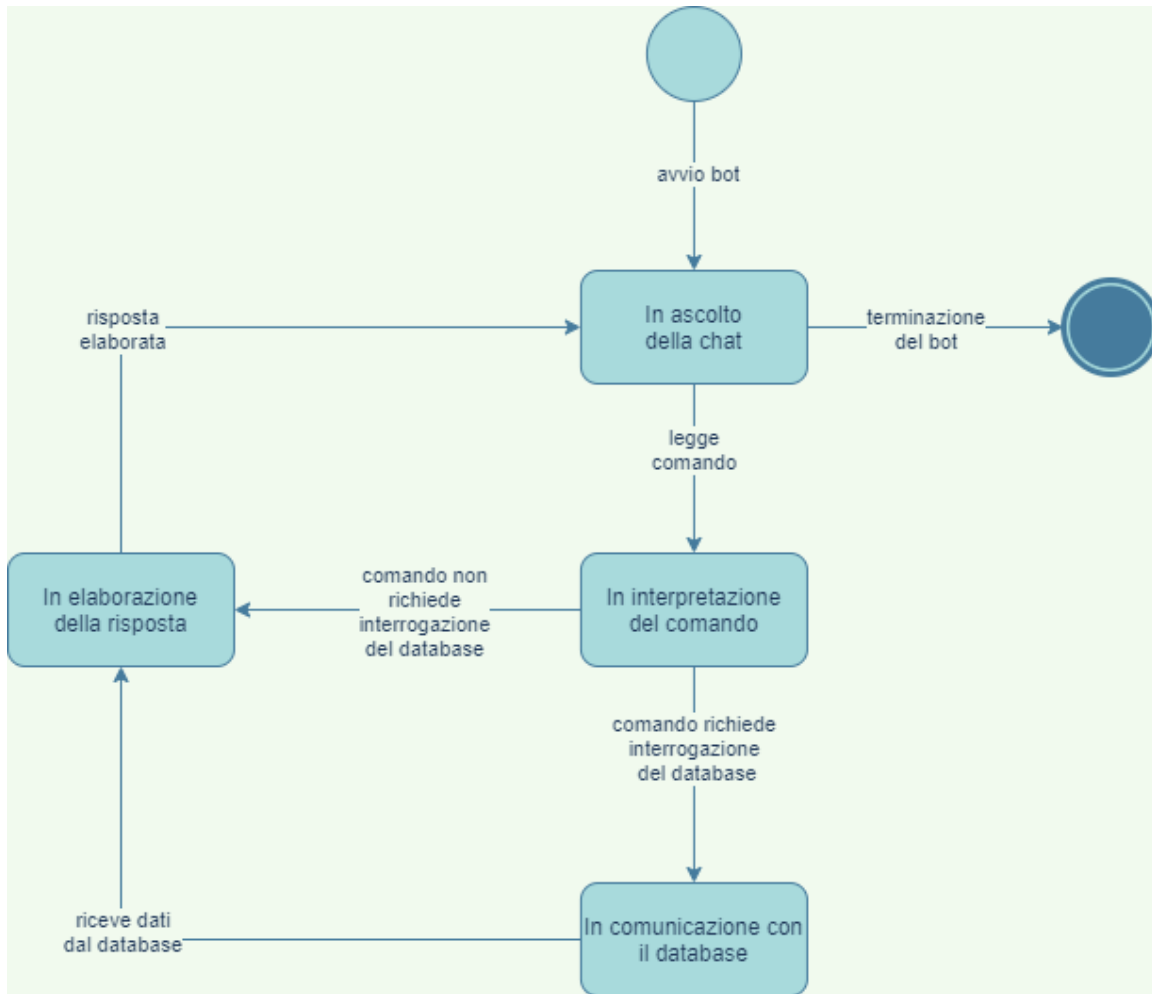 avvio bot
In ascolto
della chat
terminazione
del bot
risposta
elaborata
legge
comando
In interpretazione
del comando
comando non
richiede
interrogazione
del database
In elaborazione
della risposta
comando richiede
interrogazione
del database
In comunicazione con
il database
riceve dati
dal database